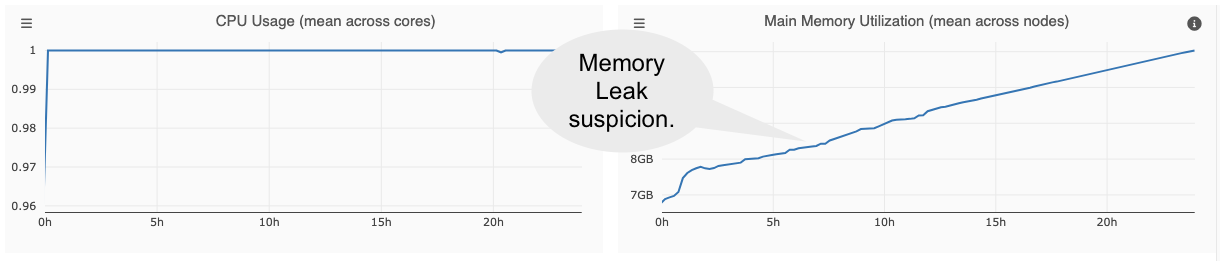 CPU Usage (mean across cores)
1
0.99
0.98
0.97
0.96
0h
5h
10h
15h
20h
Main Memory Utilization (mean across nodes)
Memory
Leak
suspicion.
8GB
7GB
0h
5h
10h
15h
20h